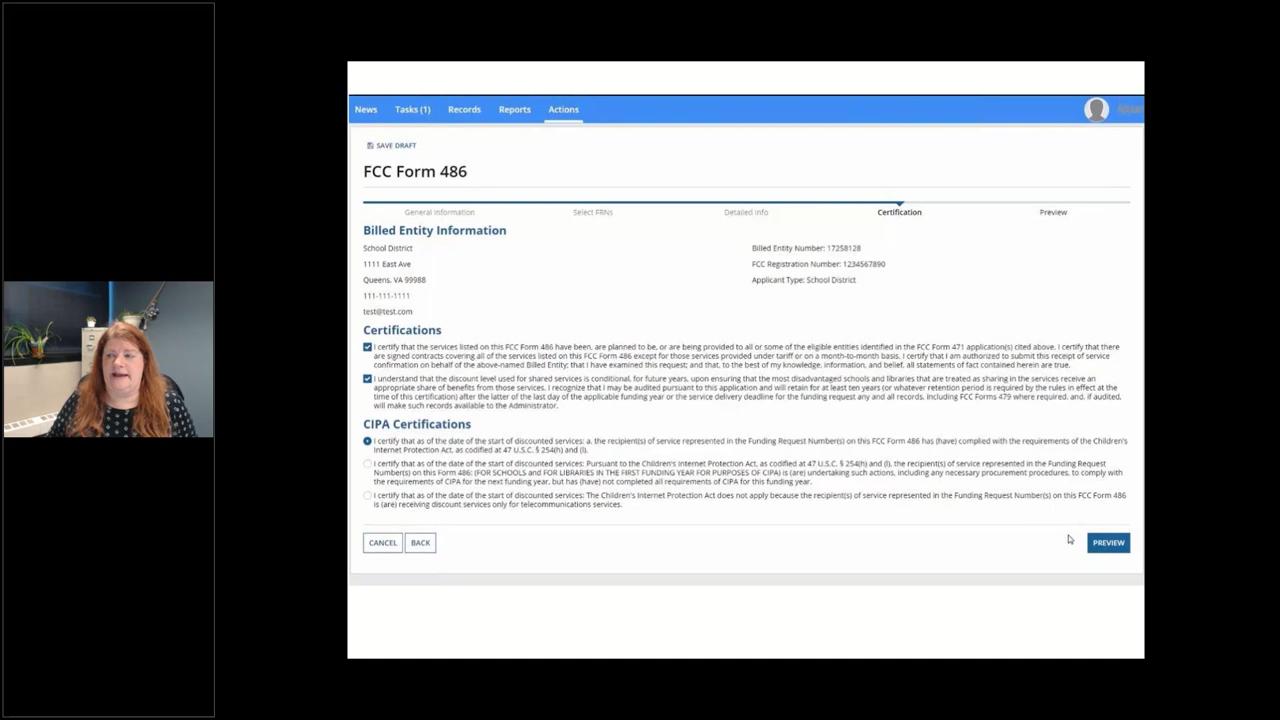 News Tasks (1) Records Reports Actions
SAVE DRAFT
FCC Form 486
General Information Select FRNs Detailed Info Certification Preview
Billed Entity Information
School District
1111 East Ave
Queens, VA 99988
111-111-1111
test@test.com
Billed Entity Number: 17258128
FCC Registration Number: 1234567890
Applicant Type: School District
Certifications
I certify that the services listed on this FCC Form 486 have been, are planned to be, or are being provided to all or some of the eligible entities identified in the FCC Form 471 application(s) cited above. I certify that there
are signed contracts covering all of the services listed on this FCC Form 486 except for those services provided under tariff or on a month-to-month basis. I certify that I am authorized to submit this receipt of service
confirmation on behalf of the above-named Billed Entity; that I have examined this request; and that, to the best of my knowledge, information, and belief, all statements of fact contained herein are true.
I understand that the discount level used for shared services is conditional, for future years, upon ensuring that the most disadvantaged schools and libraries that are treated as sharing in the services receive an
appropriate share of benefits from those services. I recognize that I may be audited pursuant to this application and will retain for at least ten years (or whatever retention period is required by the rules in effect at
the time of this certification) after the latter of the last day of the applicable funding year or the service delivery deadline for the funding request any and all records, including FCC Forms 479 where required, and, if audited,
will make such records available to the Administrator.
CIPA Certifications
I certify that as of the date of the start of discounted services: a. the recipient(s) of service represented in the Funding Request Number(s) on this FCC Form 486 has (have) complied with the requirements of the Children's
Internet Protection Act, as codified at 47 U.S.C. § 254(h) and (l).
I certify that as of the date of the start of discounted services: Pursuant to the Children's Internet Protection Act, as codified at 47 U.S.C. § 254(h) and (l), the recipient(s) of service represented in the Funding Request
Number(s) on this Form 486: (FOR SCHOOLS and FOR LIBRARIES IN THE FIRST FUNDING YEAR FOR PURPOSES OF CIPA) is (are) undertaking such actions, including any necessary procurement procedures, to comply with
the requirements of CIPA for the next funding year, but has (have) not completed all requirements of CIPA for this funding year.
I certify that as of the date of the start of discounted services: The Children's Internet Protection Act does not apply because the recipient(s) of service represented in the Funding Request Number(s) on this FCC Form 486
is (are) receiving discount services only for telecommunications services.
CANCEL BACK PREVIEW